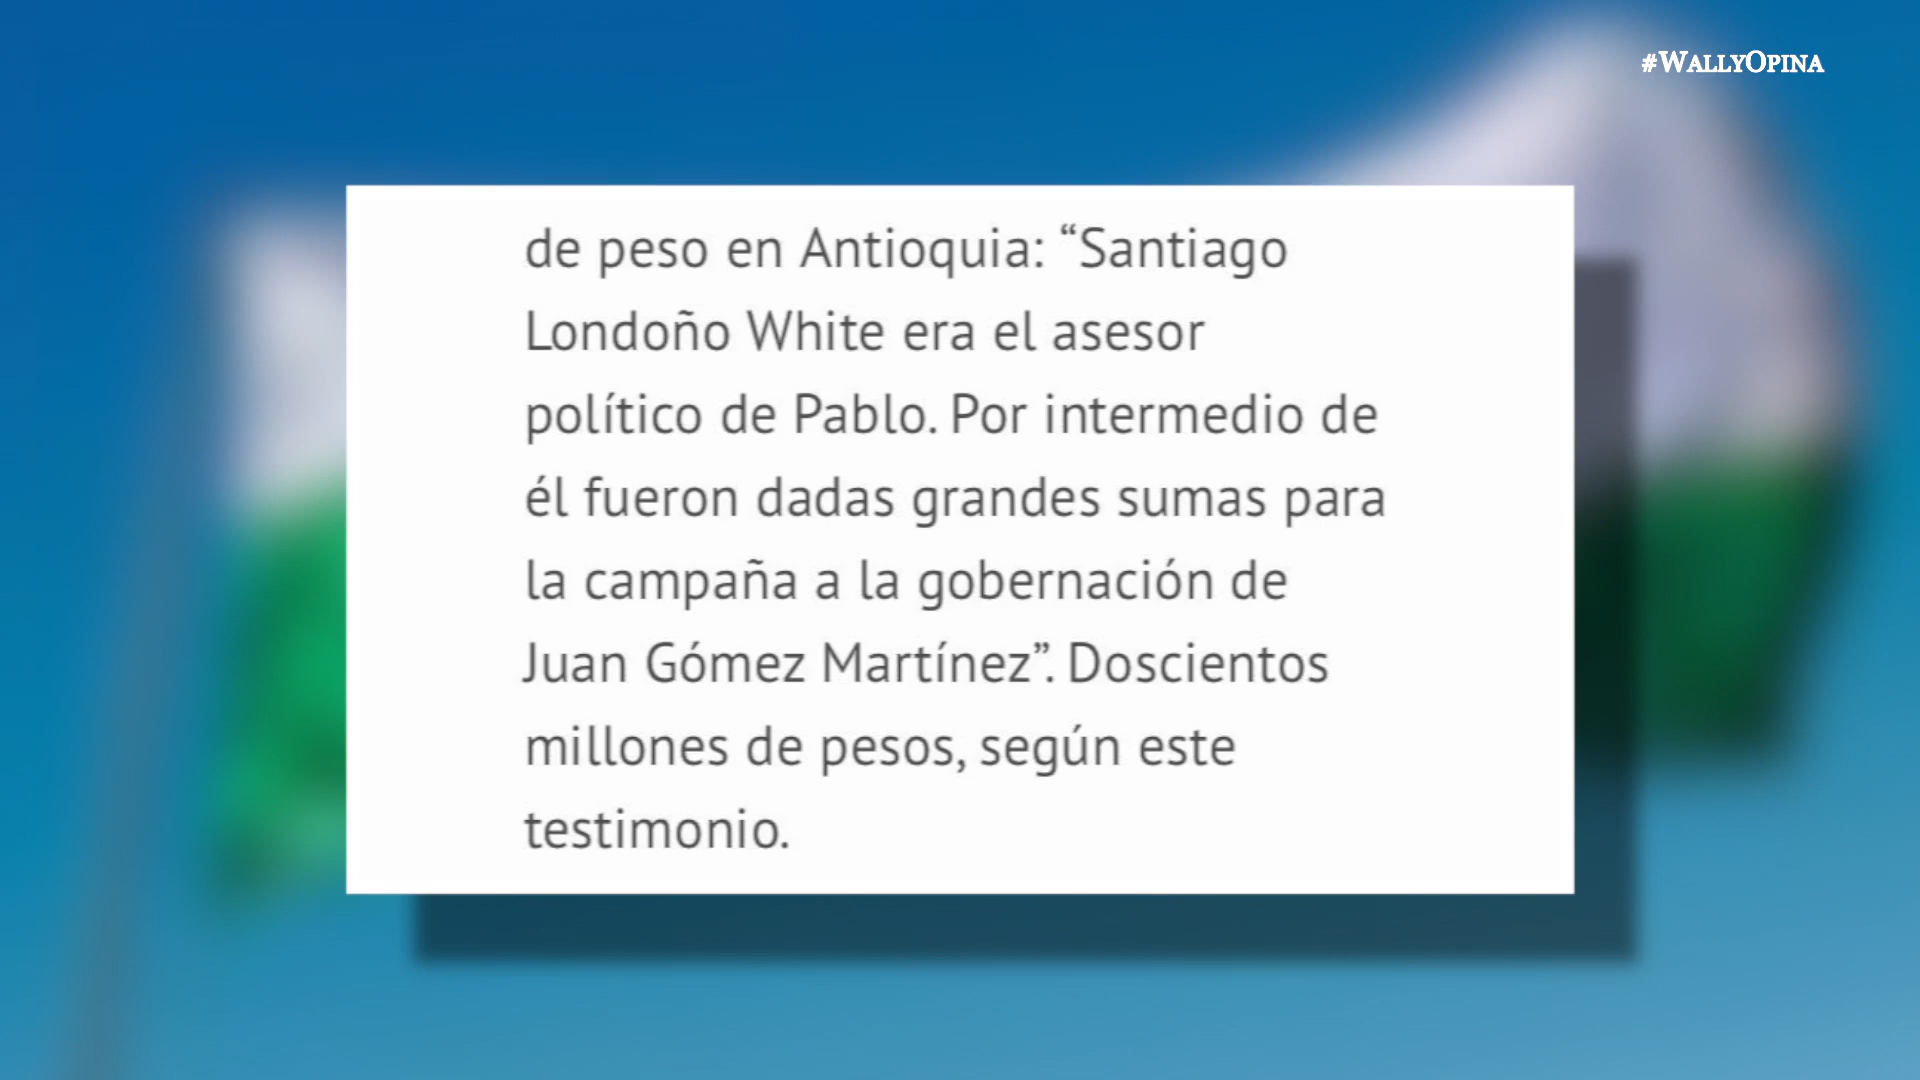 #WALLYOPINA
de peso en Antioquia: “Santiago
Londoño White era el asesor
político de Pablo. Por intermedio de
él fueron dadas grandes sumas para
la campaña a la gobernación de
Juan Gómez Martínez”. Doscientos
millones de pesos, según este
testimonio.